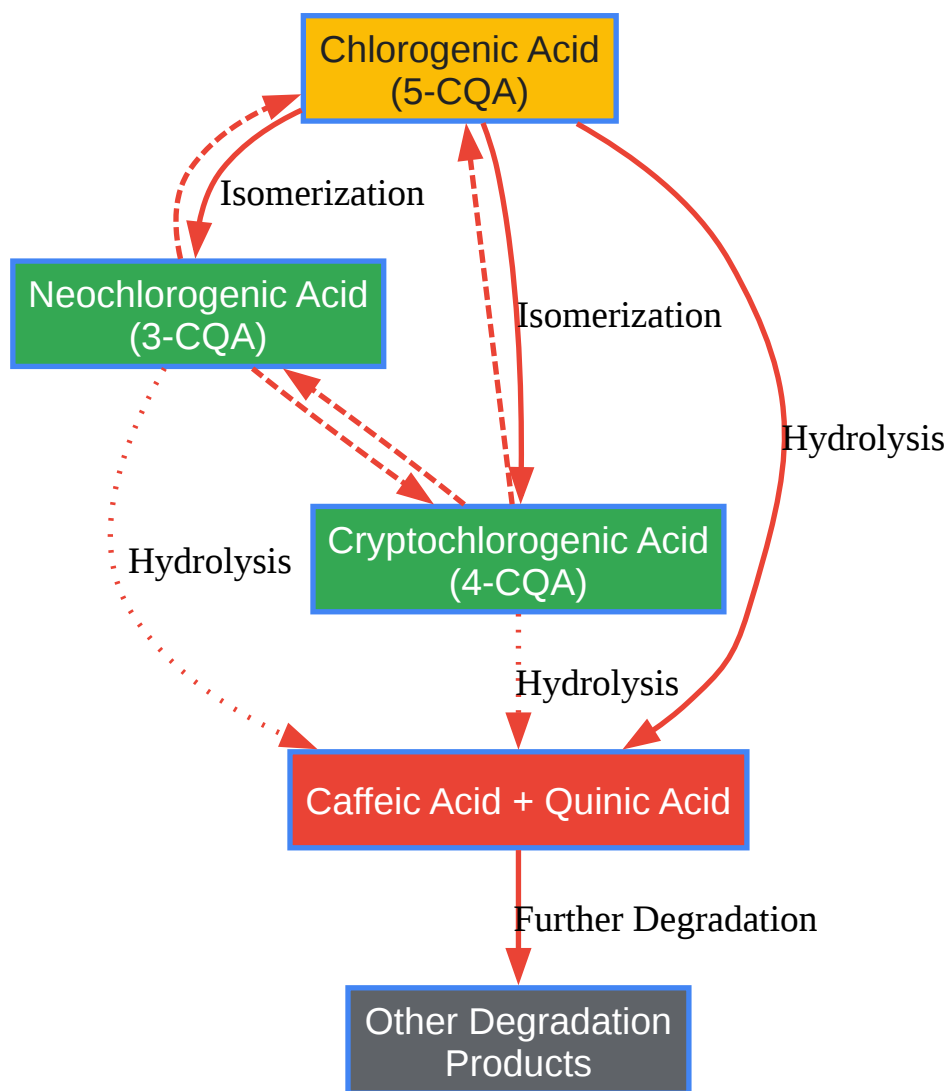 Chlorogenic Acid
(5-CQA)
Isomerization
Neochlorogenic Acid
(3-CQA)
Isomerization
Hydrolysis
Cryptochlorogenic Acid
(4-CQA)
Hydrolysis
Hydrolysis
Caffeic Acid + Quinic Acid
Further Degradation
Other Degradation
Products